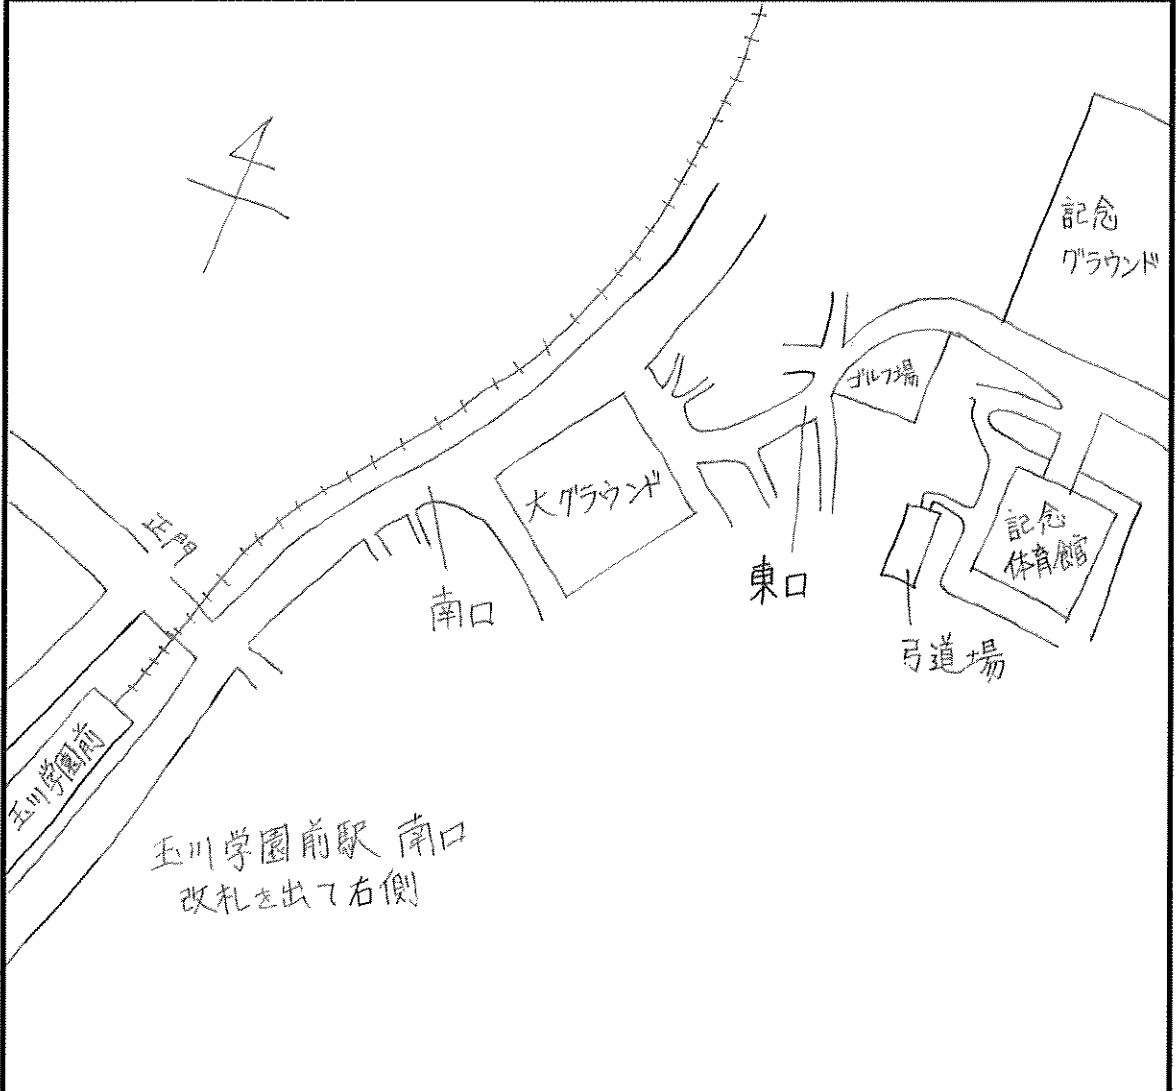 記念
グラウンド
ゴルフ場
大グラウンド
正門
記念
体育館
南口
東口
弓道場
玉川学園前
玉川学園前駅 南口
改札を出て右側